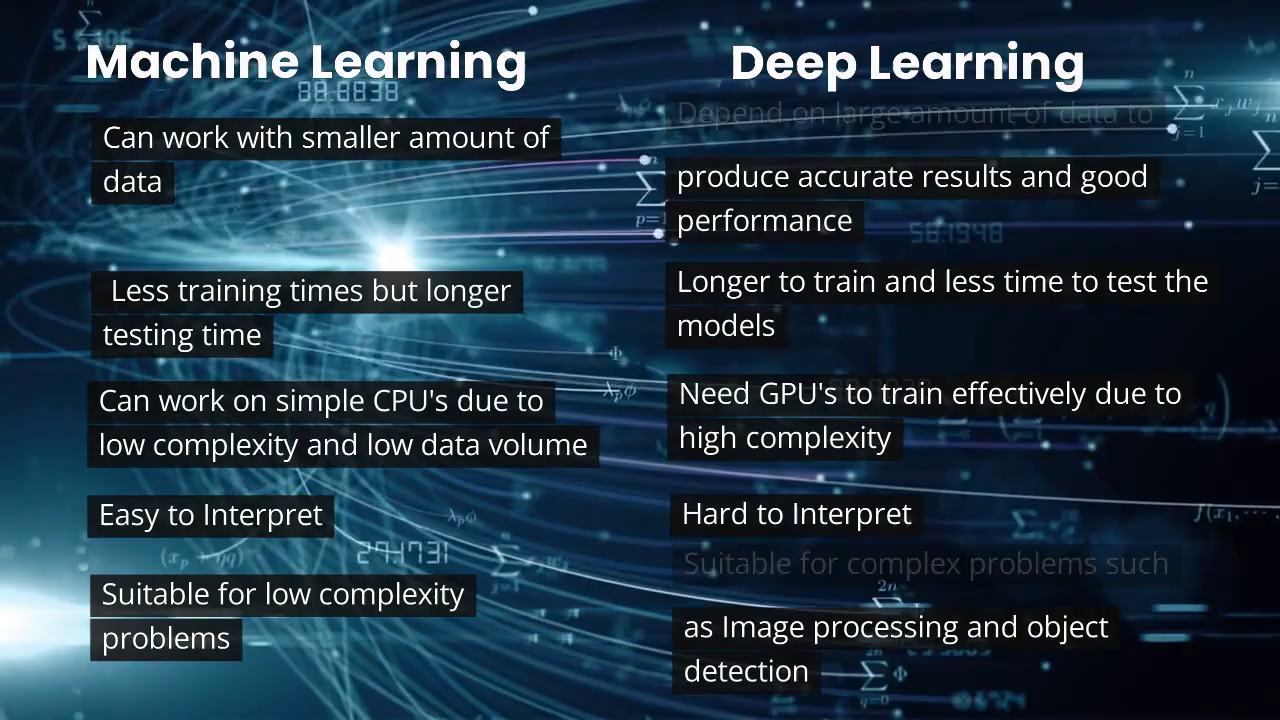 Machine Learning
Can work with smaller amount of
data
Less training times but longer
testing time
Can work on simple CPU's due to
low complexity and low data volume
Easy to Interpret
Suitable for low complexity
problems
Deep Learning
Depend on large amount of data to
produce accurate results and good
performance
Longer to train and less time to test the
models
Need GPU's to train effectively due to
high complexity
Hard to Interpret
Suitable for complex problems such
as Image processing and object
detection